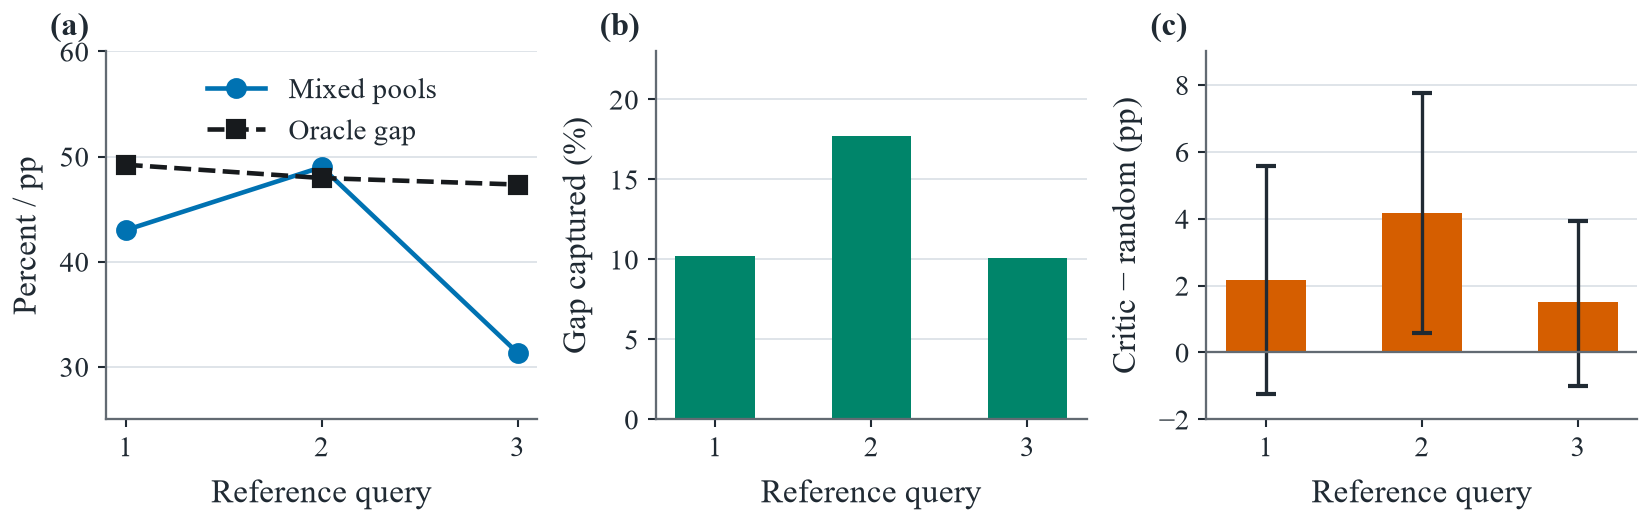 (a)
60
50
40
30
Percent / pp
Mixed pools
Oracle gap
1 2 3
Reference query
(b)
20
15
10
5
0
Gap captured (%)
1 2 3
Reference query
(c)
8
6
4
2
0
−2
Critic − random (pp)
1 2 3
Reference query